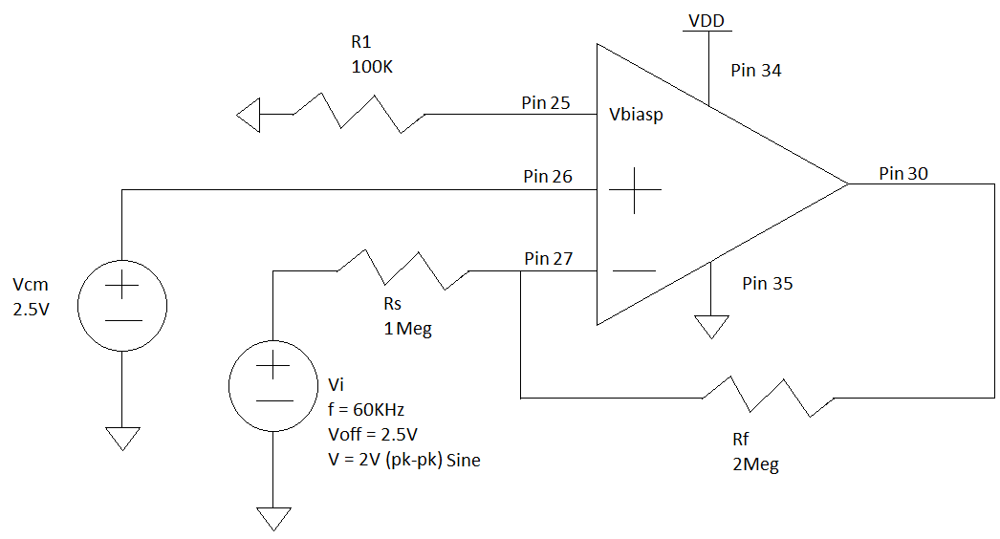 VDD
Pin 34
R1
100K
Pin 25
Vbiasp
Pin 26
Pin 30
Pin 27
Pin 35
Vcm
2.5V
Rs
1Meg
Vi
f = 60KHz
Voff = 2.5V
V = 2V (pk-pk) Sine
Rf
2Meg